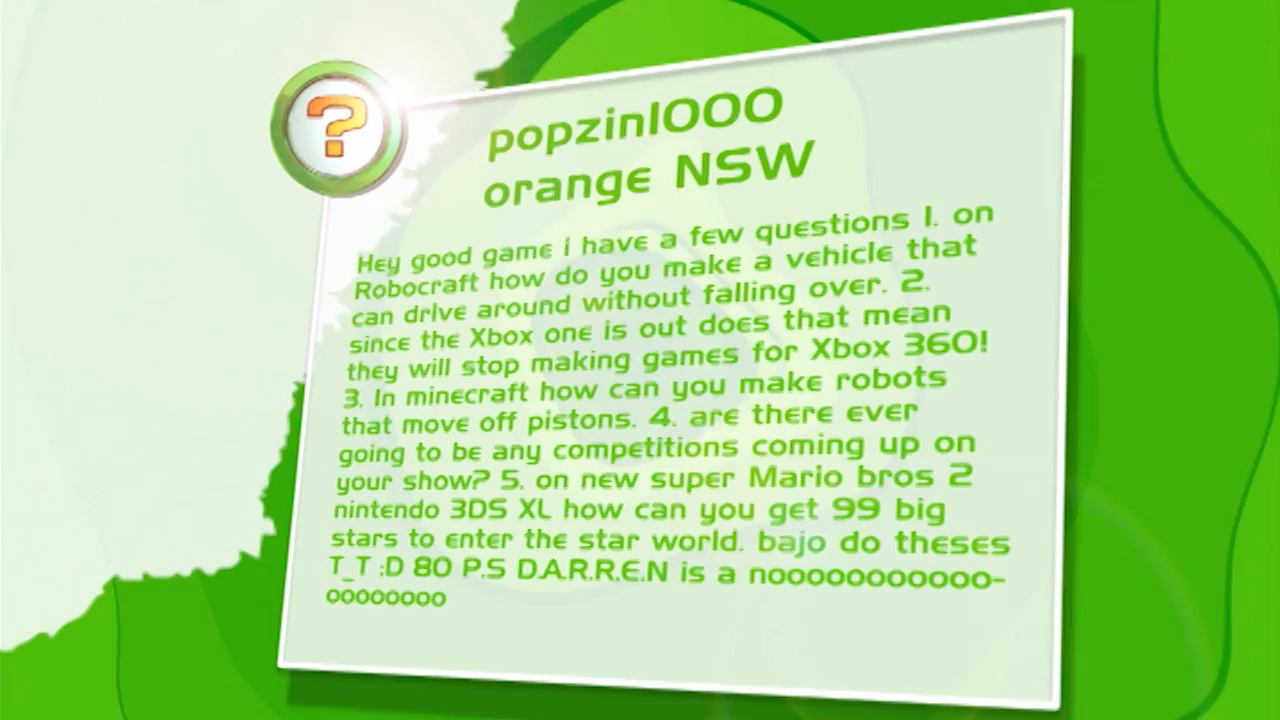 ?
popzin1000
orange NSW
Hey good game i have a few questions 1. on
Robocraft how do you make a vehicle that
can drive around without falling over. 2.
since the Xbox one is out does that mean
they will stop making games for Xbox 360!
3. In minecraft how can you make robots
that move off pistons. 4. are there ever
going to be any competitions coming up on
your show? 5. on new super Mario bros 2
nintendo 3DS XL how can you get 99 big
stars to enter the star world. bajo do theses
T_T :D 80 P.S D.A.R.R.E.N is a noooooooooooo-
ooooooooo